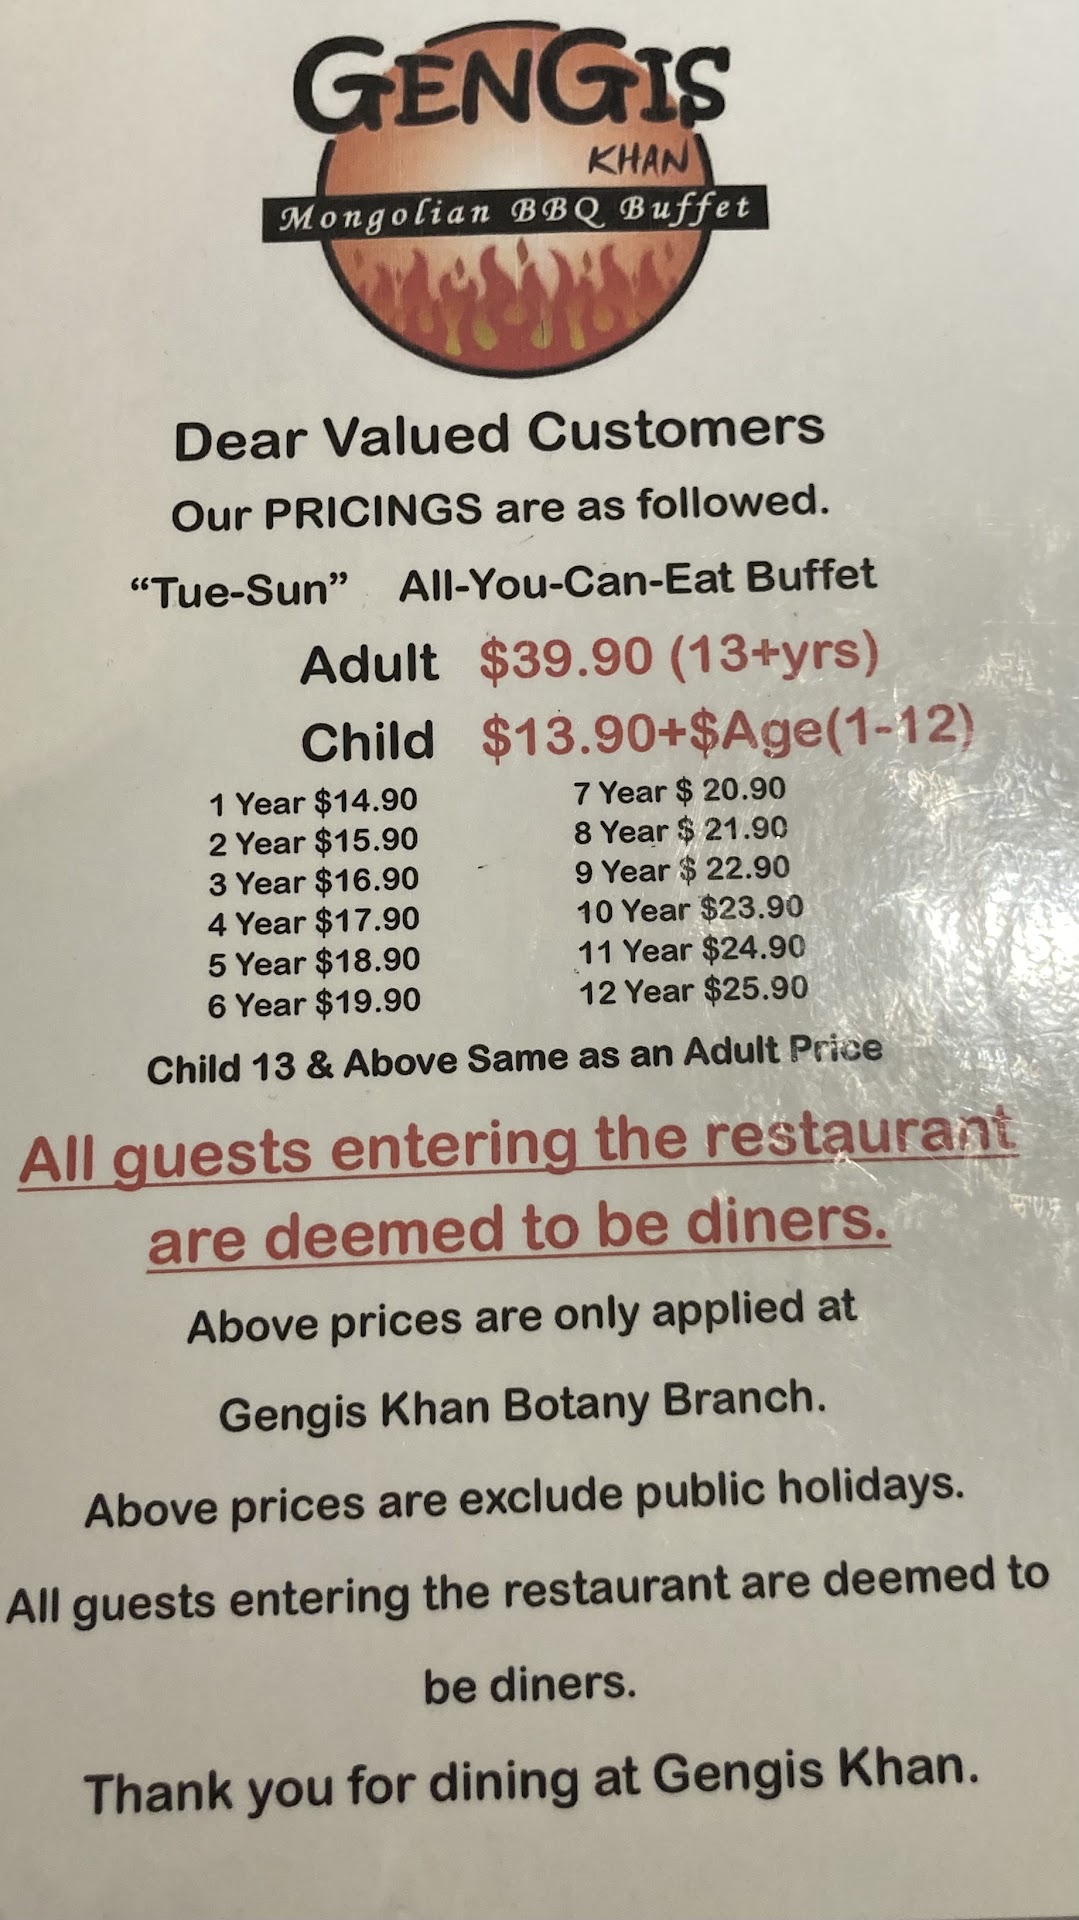 GENGIS
KHAN
Mongolian BBQ Buffet
Dear Valued Customers
Our PRICINGS are as followed.
“Tue-Sun” All-You-Can-Eat Buffet
Adult $39.90 (13+yrs)
Child $13.90+$Age(1-12)
1 Year $14.90
2 Year $15.90
3 Year $16.90
4 Year $17.90
5 Year $18.90
6 Year $19.90
7 Year $ 20.90
8 Year $ 21.90
9 Year $ 22.90
10 Year $23.90
11 Year $24.90
12 Year $25.90
Child 13 & Above Same as an Adult Price
All guests entering the restaurant
are deemed to be diners.
Above prices are only applied at
Gengis Khan Botany Branch.
Above prices are exclude public holidays.
All guests entering the restaurant are deemed to
be diners.
Thank you for dining at Gengis Khan.